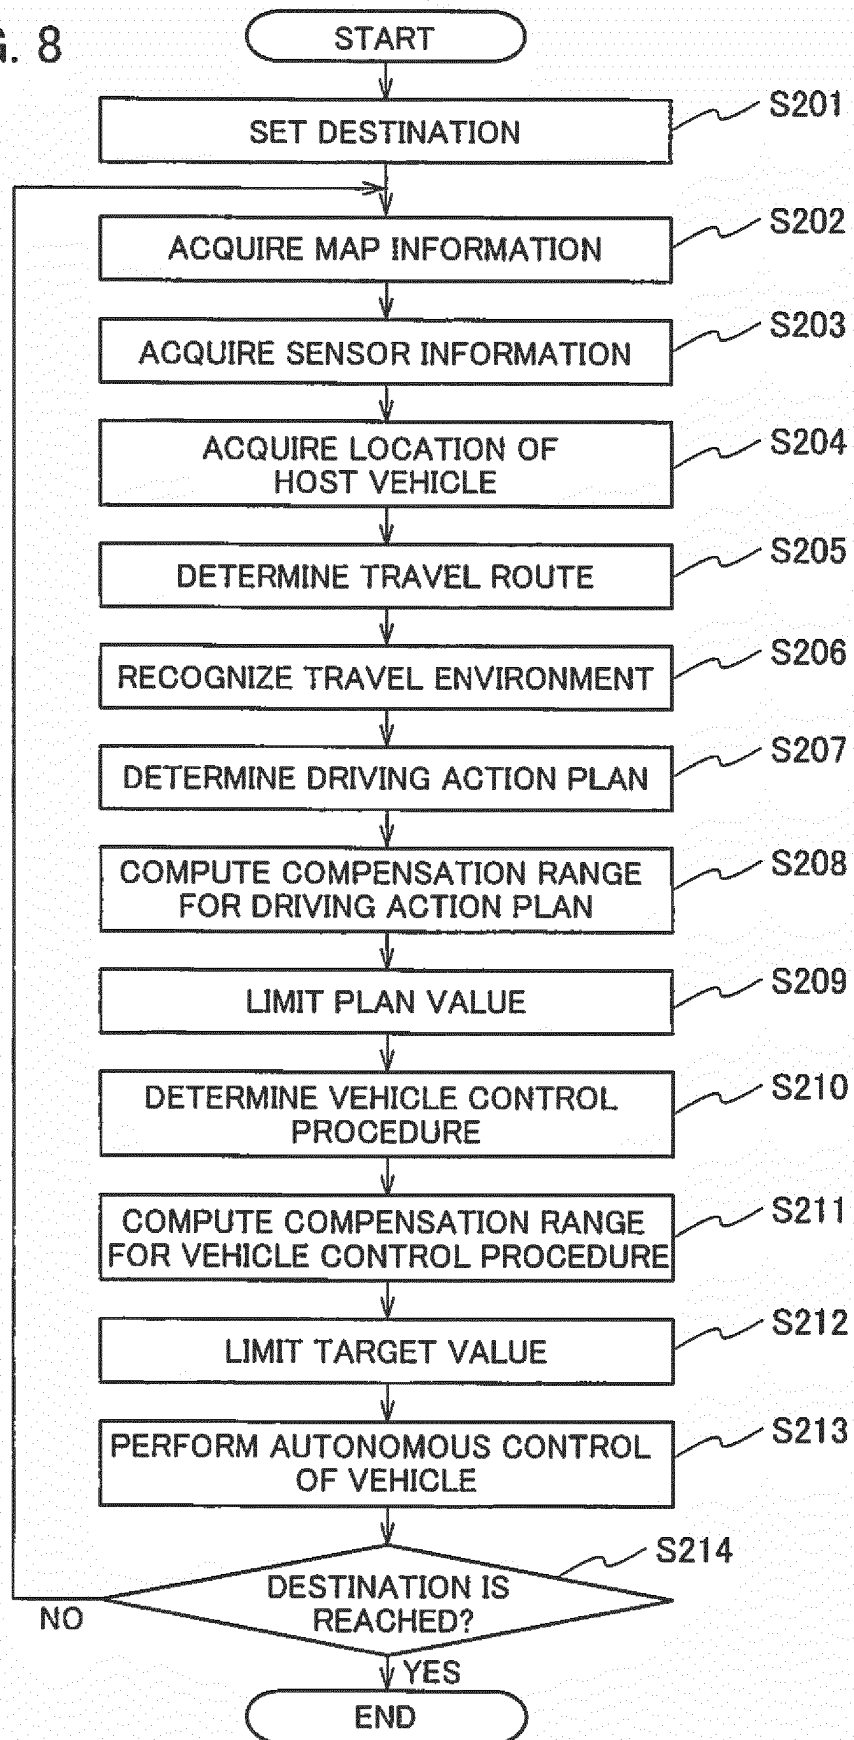 G. 8
START
SET DESTINATION
S201
ACQUIRE MAP INFORMATION
S202
ACQUIRE SENSOR INFORMATION
S203
ACQUIRE LOCATION OF
HOST VEHICLE
S204
DETERMINE TRAVEL ROUTE
S205
RECOGNIZE TRAVEL ENVIRONMENT
S206
DETERMINE DRIVING ACTION PLAN
S207
COMPUTE COMPENSATION RANGE
FOR DRIVING ACTION PLAN
S208
LIMIT PLAN VALUE
S209
DETERMINE VEHICLE CONTROL
PROCEDURE
S210
COMPUTE COMPENSATION RANGE
FOR VEHICLE CONTROL PROCEDURE
S211
LIMIT TARGET VALUE
S212
PERFORM AUTONOMOUS CONTROL
OF VEHICLE
S213
DESTINATION IS
REACHED?
S214
NO
YES
END